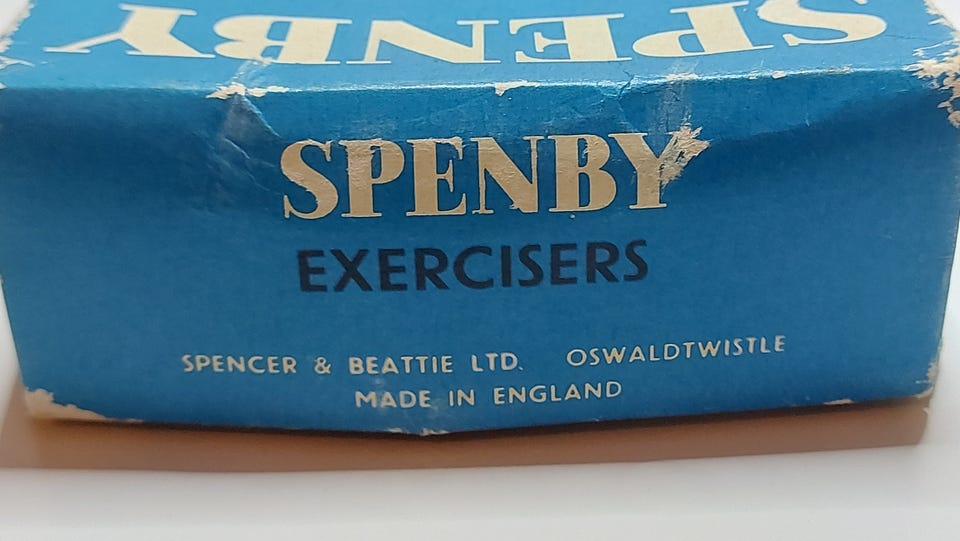 SPENBY
SPENBY
EXERCISERS
SPENCER & BEATTIE LTD. OSWALDTWISTLE
MADE IN ENGLAND